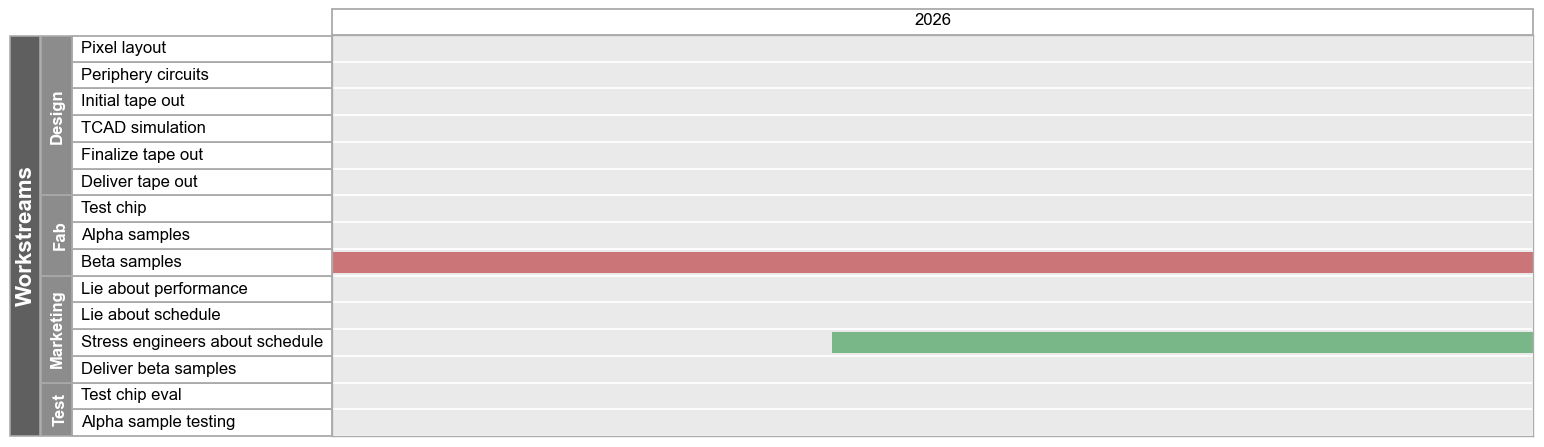 2026
Workstreams
Design
Pixel layout
Periphery circuits
Initial tape out
TCAD simulation
Finalize tape out
Deliver tape out
Fab
Test chip
Alpha samples
Beta samples
Marketing
Lie about performance
Lie about schedule
Stress engineers about schedule
Deliver beta samples
Test
Test chip eval
Alpha sample testing